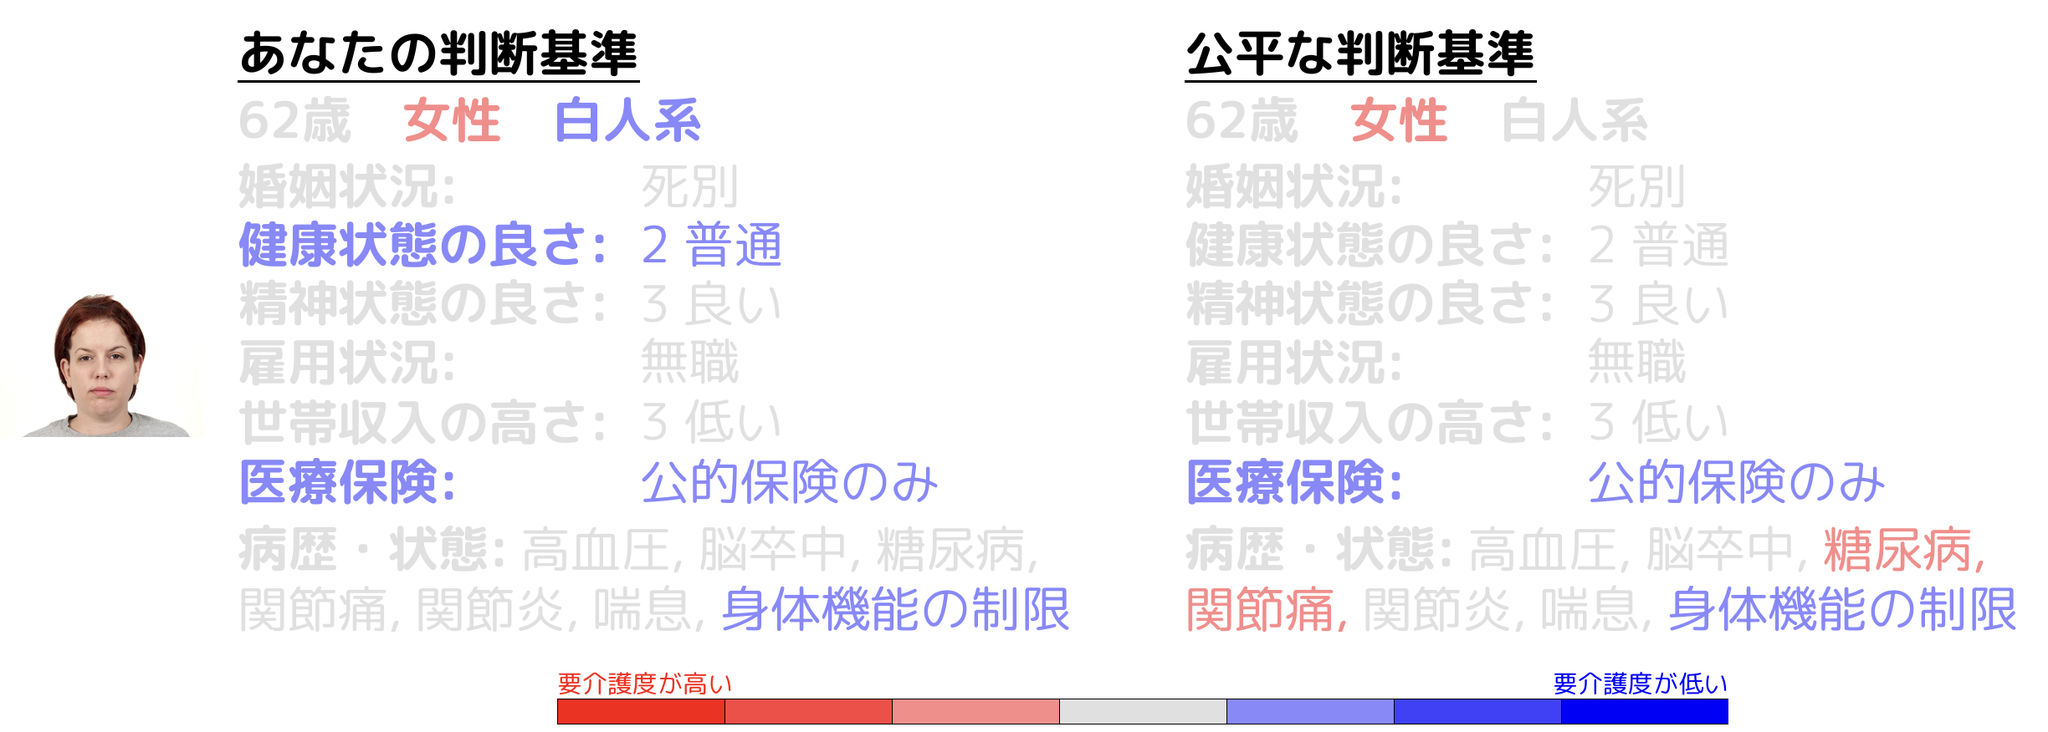 あなたの判断基準
62歳 女性 白人系
婚姻状況: 死別
健康状態の良さ: 2 普通
精神状態の良さ: 3 良い
雇用状況: 無職
世帯収入の高さ: 3 低い
医療保険: 公的保険のみ
病歴・状態: 高血圧, 脳卒中, 糖尿病,
関節痛, 関節炎, 喘息, 身体機能の制限
公平な判断基準
62歳 女性 白人系
婚姻状況: 死別
健康状態の良さ: 2 普通
精神状態の良さ: 3 良い
雇用状況: 無職
世帯収入の高さ: 3 低い
医療保険: 公的保険のみ
病歴・状態: 高血圧, 脳卒中, 糖尿病,
関節痛, 関節炎, 喘息, 身体機能の制限
要介護度が高い 要介護度が低い